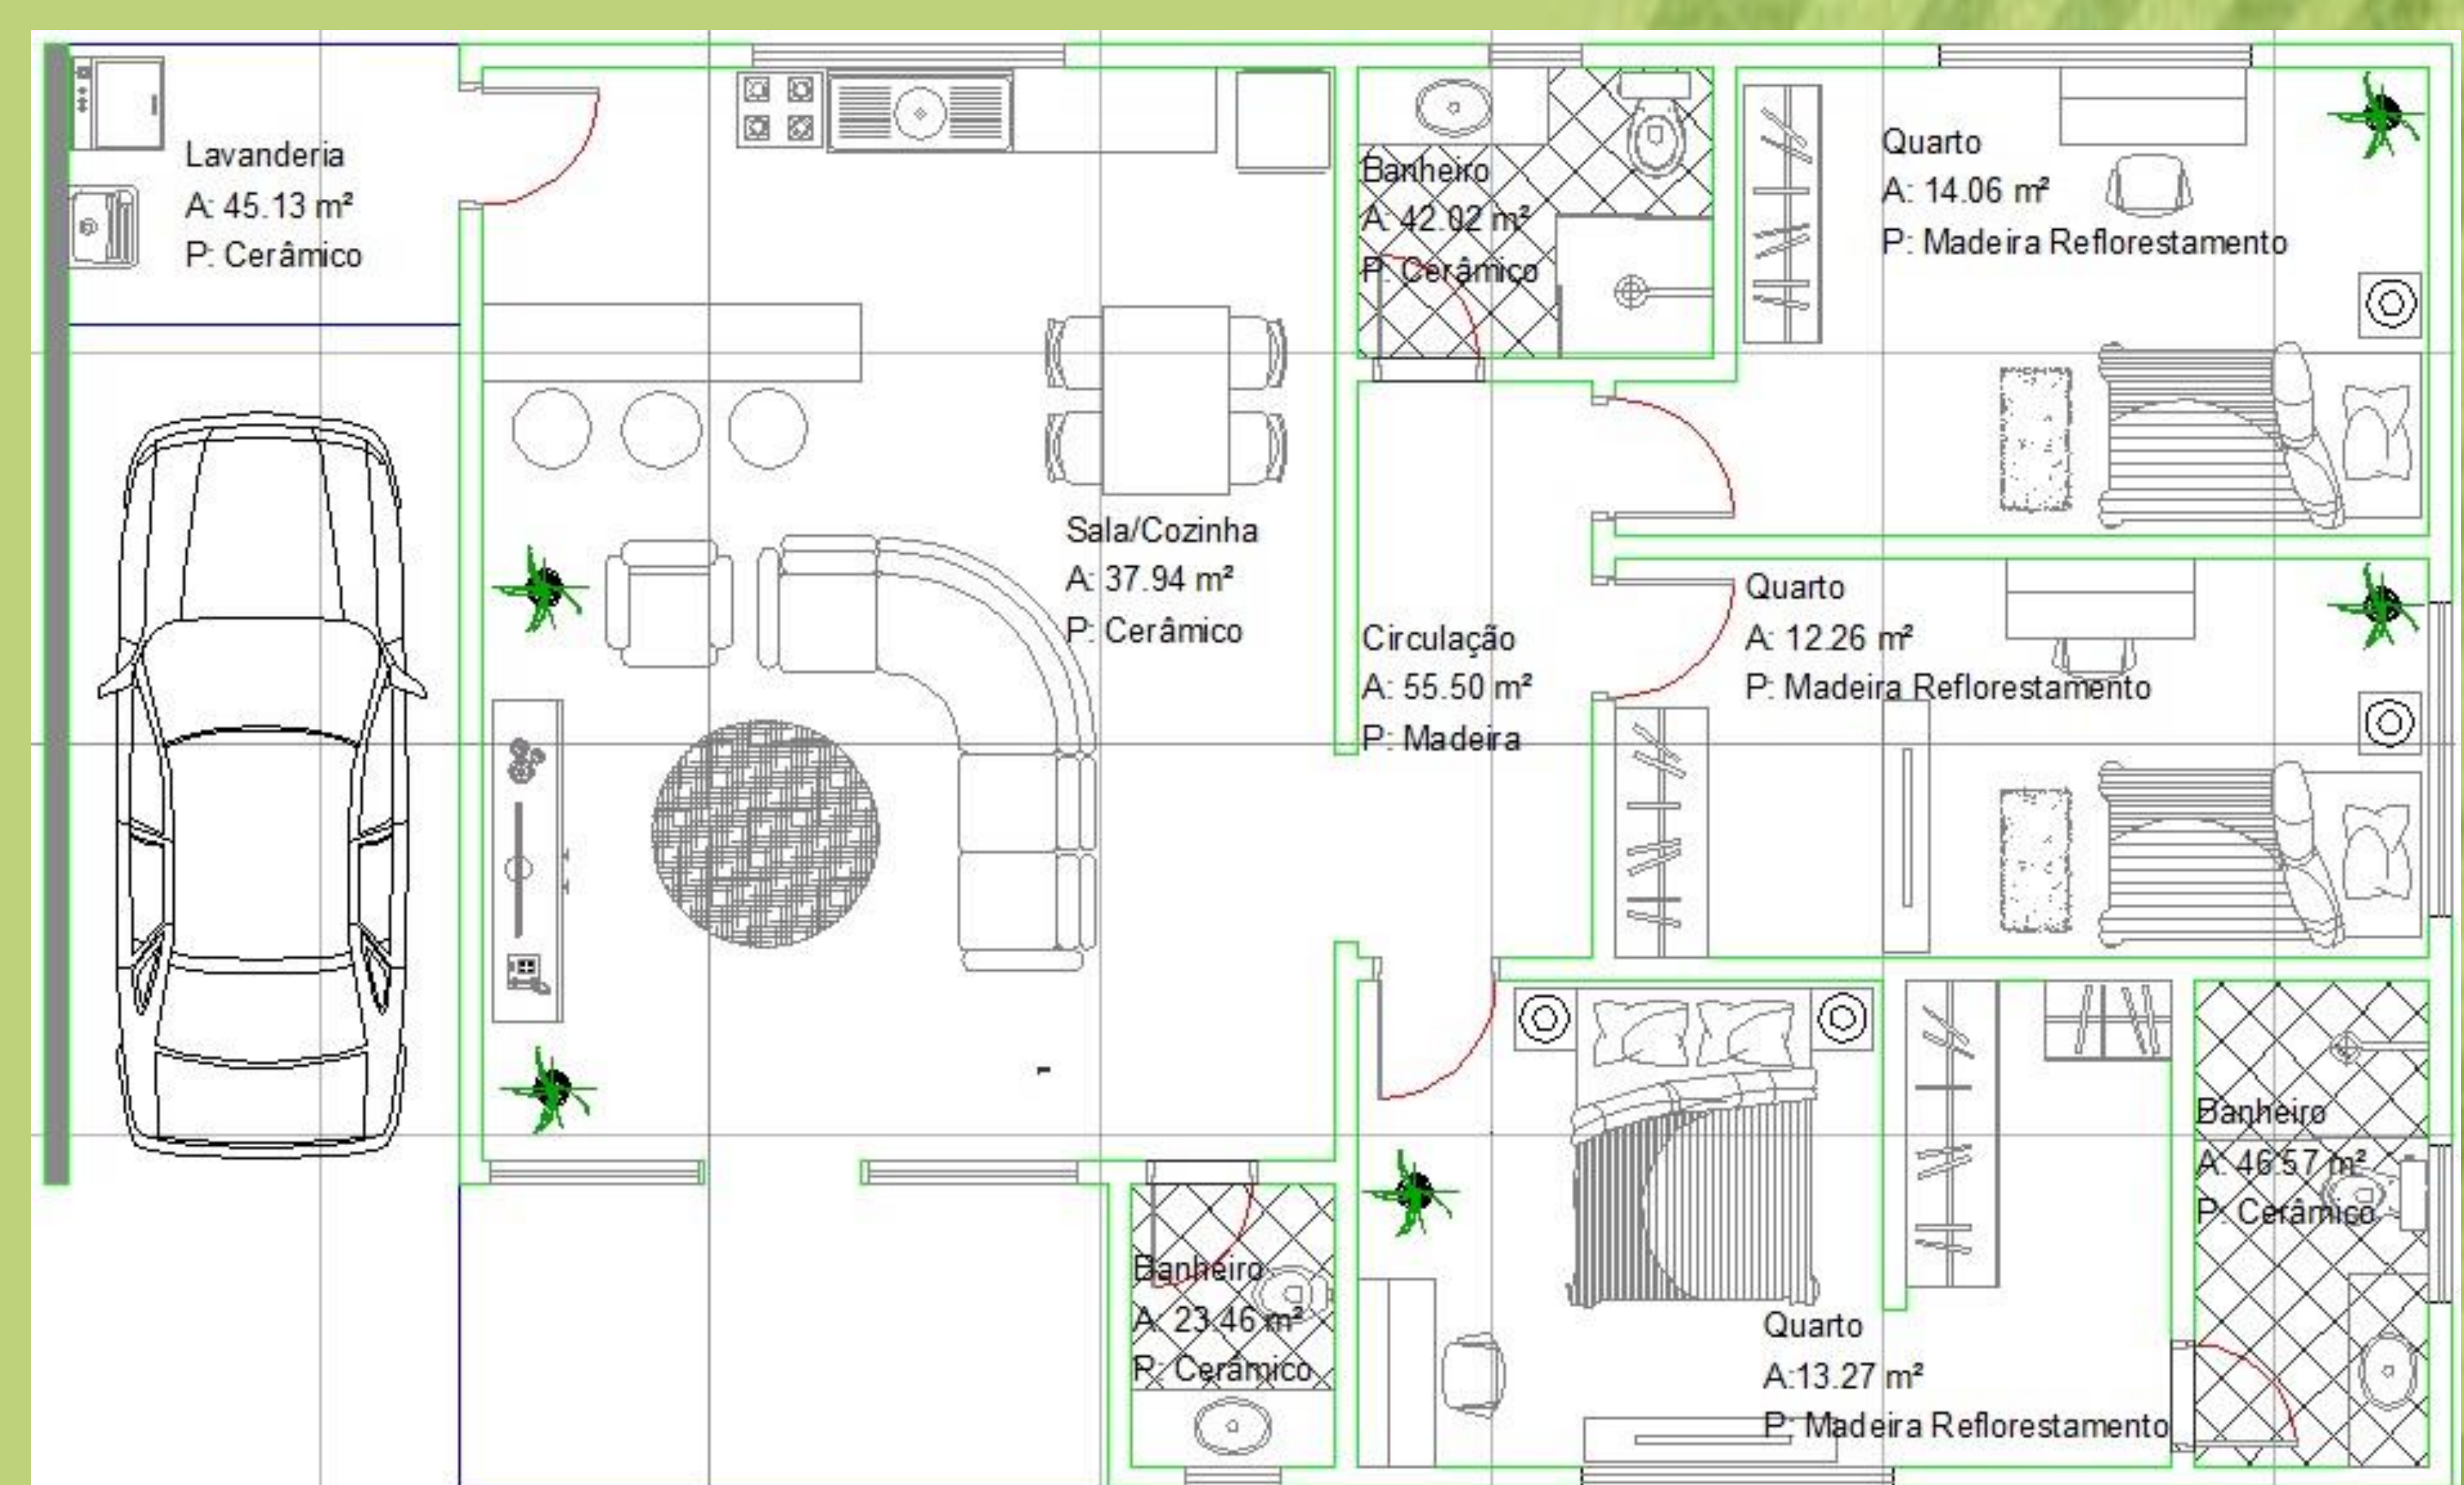 Lavanderia
A: 45.13 m²
P: Cerâmico
Banheiro
A: 42.02 m²
P: Cerâmico
Quarto
A: 14.06 m²
P: Madeira Reflorestamento
Sala/Cozinha
A: 37.94 m²
P: Cerâmico
Circulação
A: 55.50 m²
P: Madeira
Quarto
A: 12.26 m²
P: Madeira Reflorestamento
Banheiro
A: 46.57 m²
P: Cerâmico
Banheiro
A: 23.46 m²
P: Cerâmico
Quarto
A:13.27 m²
P: Madeira Reflorestamento